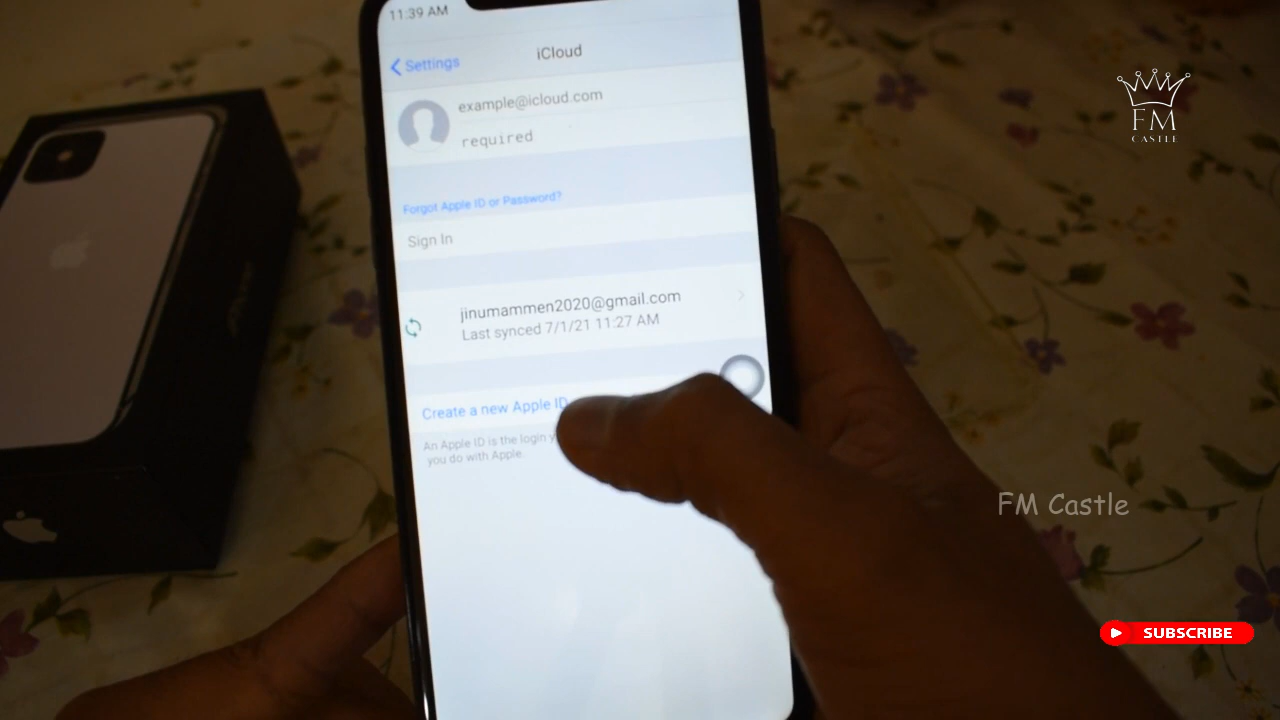 11:39 AM
Settings
iCloud
example@icloud.com
required
Forgot Apple ID or Password?
Sign In
jinumammen2020@gmail.com
Last synced 7/1/21 11:27 AM
Create a new Apple ID
An Apple ID is the login
you do with Apple.
FM
CASTLE
FM Castle
SUBSCRIBE